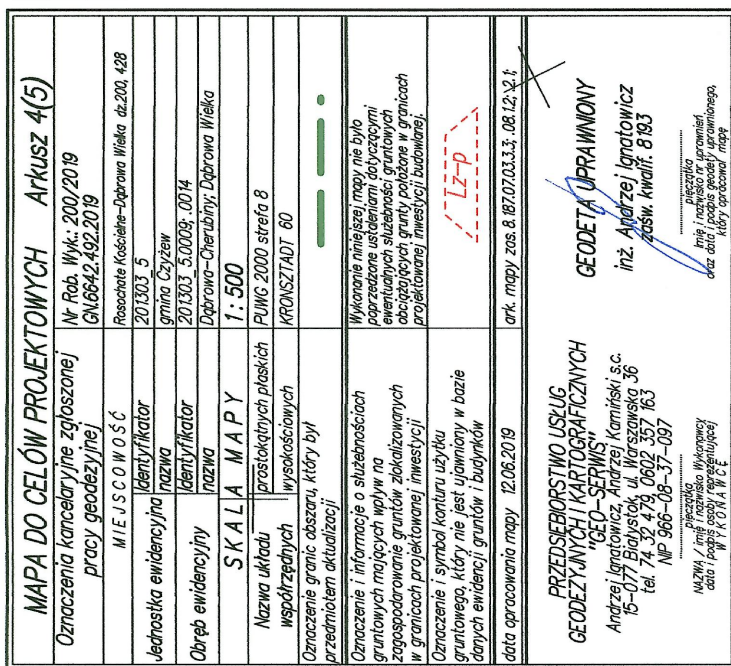 MAPA DO CELÓW PROJEKTOWYCH Arkusz 4(5)
Oznaczenia kancelaryjne zgłoszonej
pracy geodezyjnej
Nr Rob. Wyk.: 200/2019
GN.6642.492.2019
MIEJSCOWOŚĆ
Rosochate Kościelne-Dąbrowa Wielka dz.200, 428
Jednostka ewidencyjna
identyfikator
201303_5
nazwa
gmina Czyżew
Obręb ewidencyjny
identyfikator
201303_5.0009; .0014
nazwa
Dąbrowa-Cherubiny; Dąbrowa Wielka
SKALA MAPY
1: 500
Nazwa układu
współrzędnych
prostokątnych płaskich
PUWG 2000 strefa 8
wysokościowych
KRONSZTADT 60
Oznaczenie granic obszaru, który był
przedmiotem aktualizacji
Oznaczenie i informacje o służebnościach
gruntowych mających wpływ na
zagospodarowanie gruntów zlokalizowanych
w granicach projektowanej inwestycji
Wykonanie niniejszej mapy nie było
poprzedzone ustaleniami dotyczącymi
ewentualnych służebności gruntowych
obciążających grunty położone w granicach
projektowanej inwestycji budowlanej.
Oznaczenie i symbol konturu użytku
gruntowego, który nie jest ujawniony w bazie
danych ewidencji gruntów i budynków
Lz-p
data opracowania mapy 12.06.2019
ark. mapy zas. 8.187.07.03.3.3; .08.1.2; \2.1;
PRZEDSIĘBIORSTWO USŁUG
GEODEZYJNYCH I KARTOGRAFICZNYCH
"GEO-SERWIS"
Andrzej Ignatowicz, Andrzej Kamiński s.c.
15-077 Białystok, ul. Warszawska 36
tel. 74 32 479, 0602 357 163
NIP 966-08-37-097
pieczątka
NAZWA / imię i nazwisko Wykonawcy
data i podpis osoby reprezentującej
WYKONAWCĘ
GEODETA UPRAWNIONY
inż. Andrzej Ignatowicz
zaśw. kwalif. 8193
pieczątka
Imię i nazwisko nr uprawnień
oraz data i podpis geodety uprawnionego,
który opracował mapę